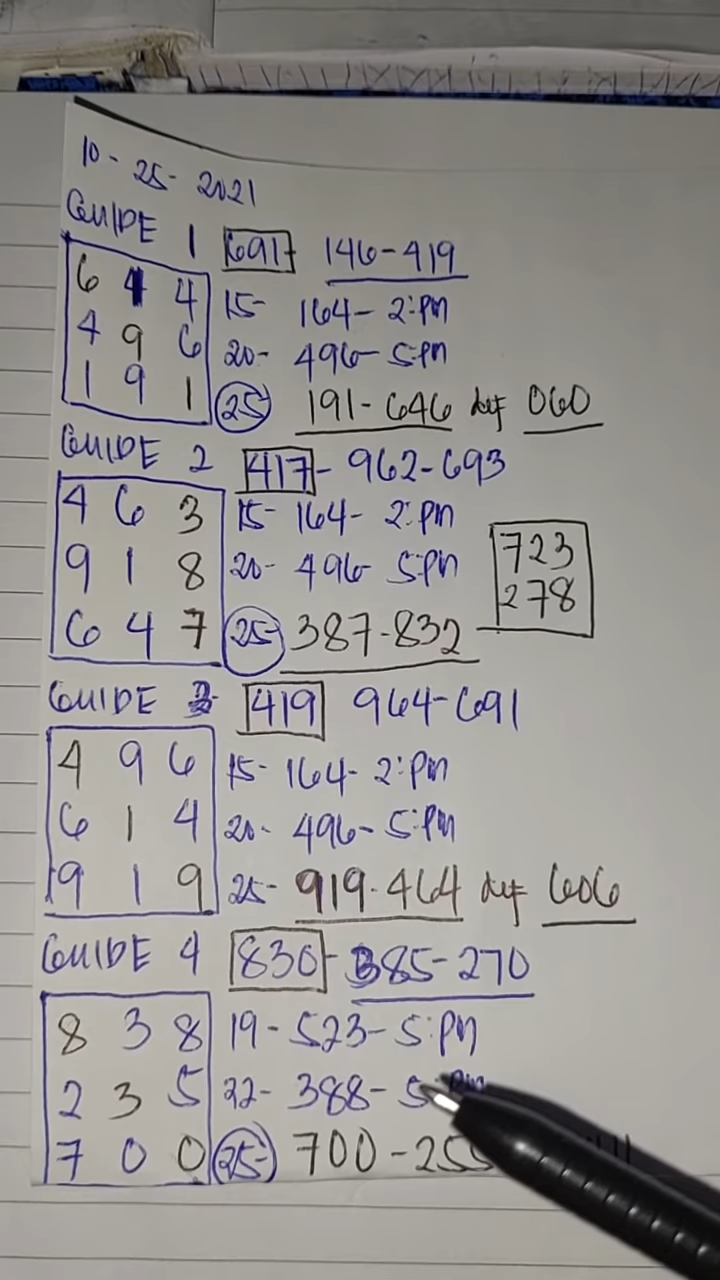 10-25-2021
GUIDE 1 691- 146-419
6 1 4 15- 164- 2:PM
4 9 6 20- 496- 5:PM
1 9 1 25 191-646 def 060
GUIDE 2 417- 962-693
4 6 3 15- 164- 2:PM
9 1 8 20- 496- 5:PM 723
278
6 4 7 25- 387-832
GUIDE 3 419 964-691
4 9 6 15- 164- 2:PM
6 1 4 20- 496- 5:PM
9 1 9 25- 919-464 def 606
GUIDE 4 830- 385-270
8 3 8 19- 523- 5:PM
2 3 5 22- 388- 5
7 0 0 25- 700-255